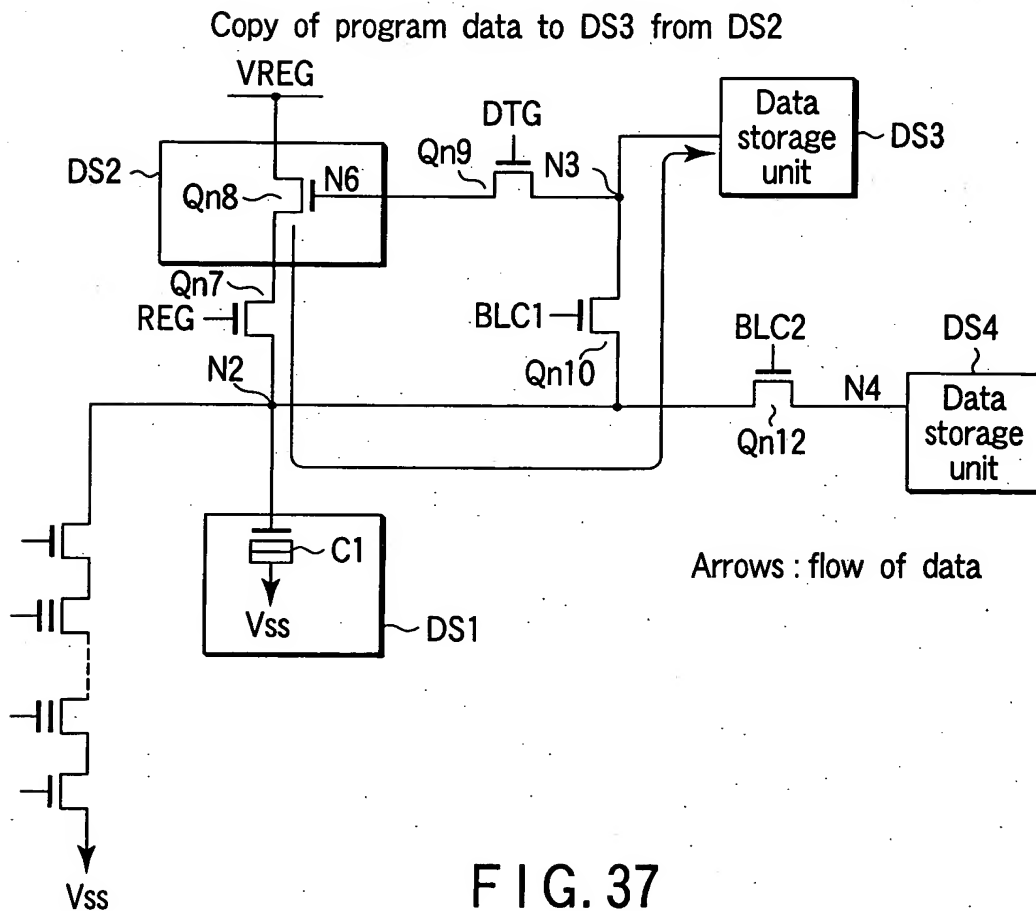 Copy of program data to DS3 from DS2
VREG
DTG
Data
storage
unit
DS3
DS2
Qn9
N3
N6
Qn8
Qn7
REG
BLC1
BLC2
DS4
Qn10
N2
N4
Qn12
Data
storage
unit
C1
Vss
DS1
Arrows : flow of data
Vss
FIG. 37